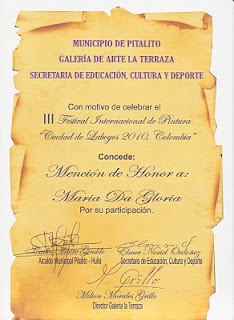 MUNICIPIO DE PITALITO
GALERÍA DE ARTE LA TERRAZA
SECRETARIA DE EDUCACIÓN, CULTURA Y DEPORTE
Con motivo de celebrar el
III Festival Internacional de Pintura
"Ciudad de Laboyos 2010, Colombia"
Concede:
Mención de Honor a:
Maria Da Gloria
Por su participación.
Alcalde Municipal Pitalito - Huila
Secretario de Educación, Cultura y Deporte
Milton Morales Grillo
Director Galería la Terraza